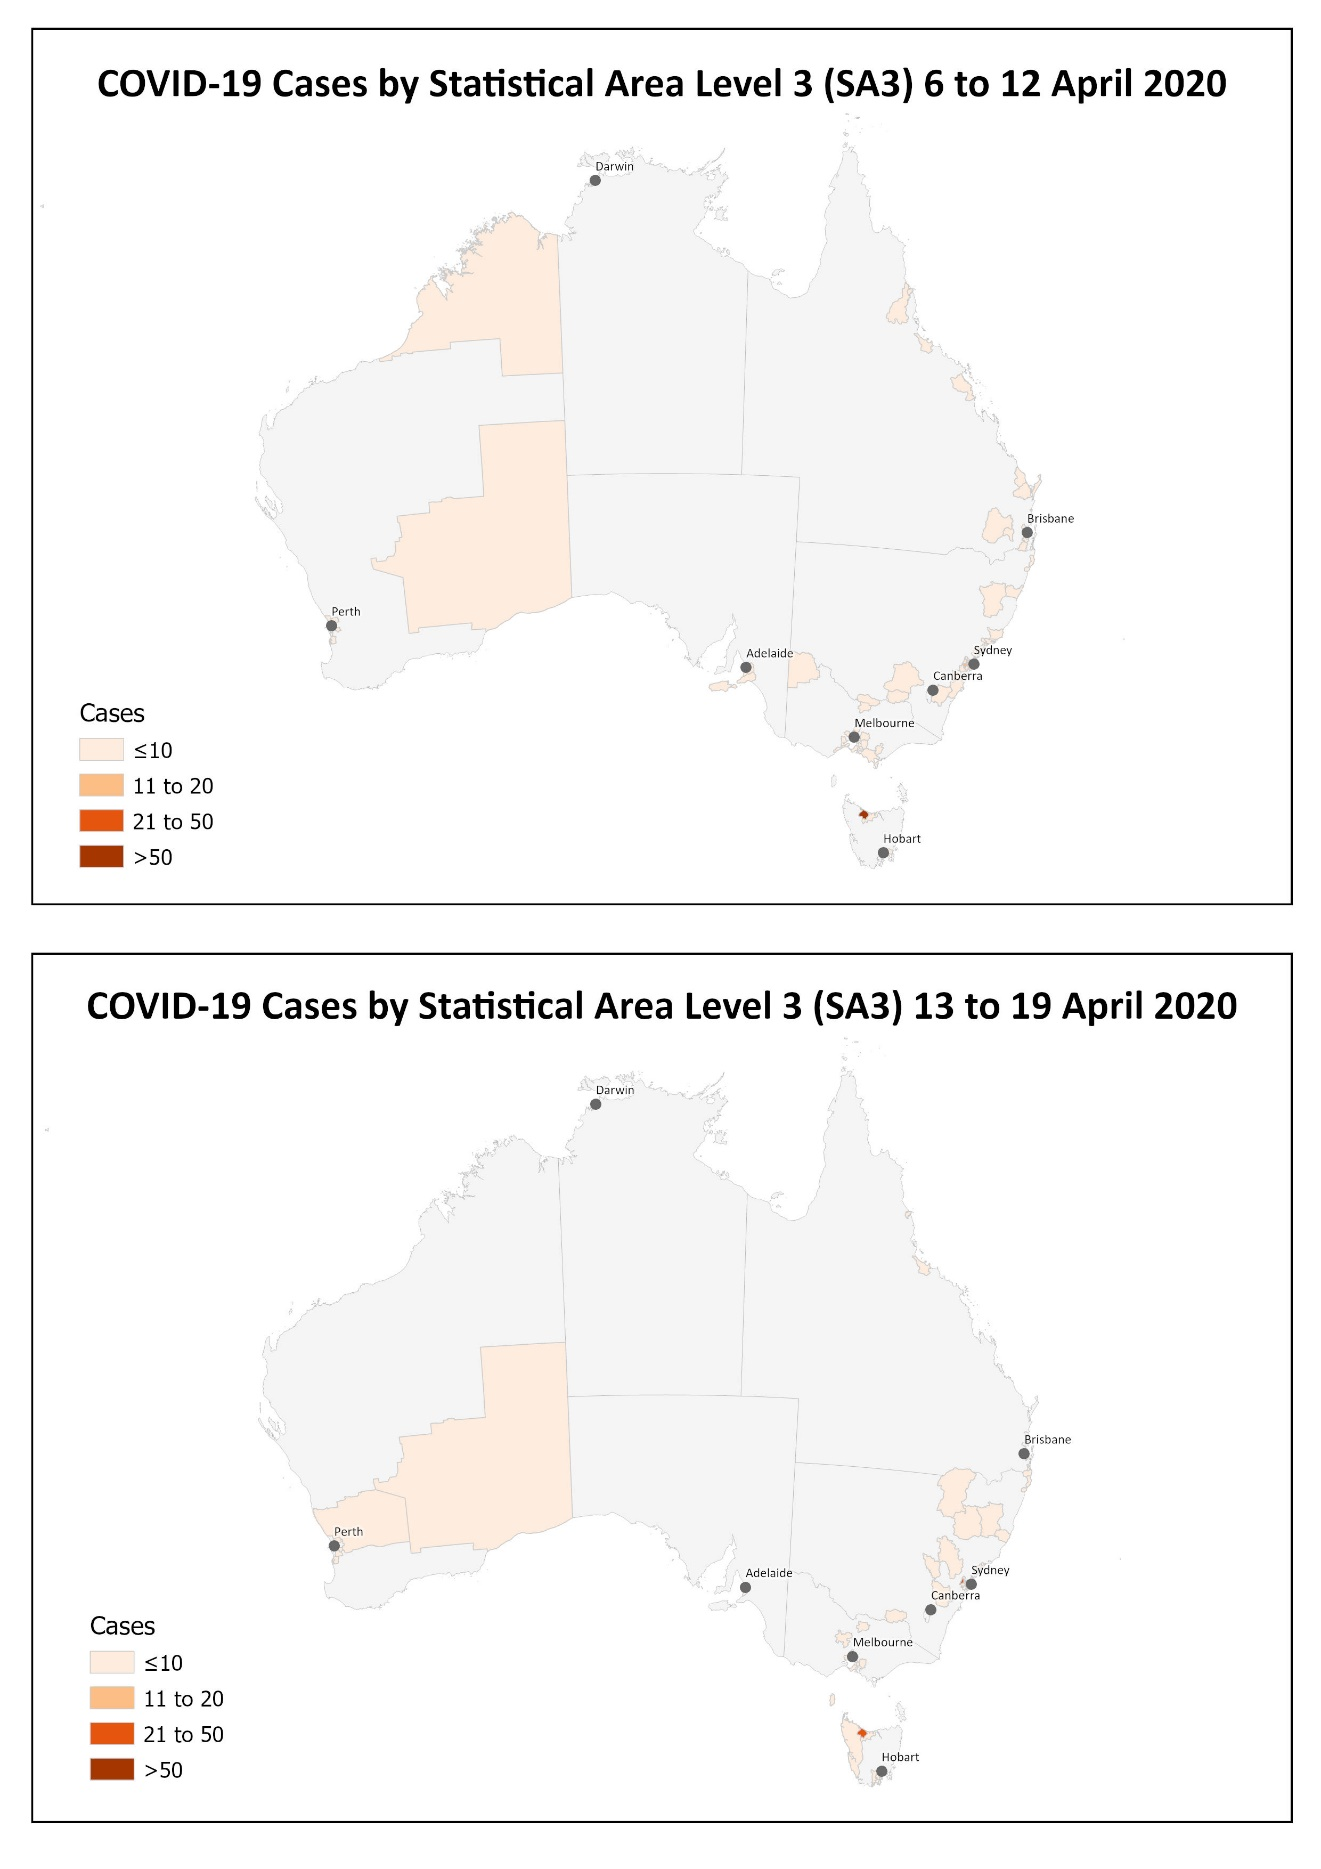 COVID-19 Cases by Statistical Area Level 3 (SA3) 6 to 12 April 2020
Darwin
Brisbane
Perth
Sydney
Adelaide
Canberra
Melbourne
Hobart
Cases
≤10
11 to 20
21 to 50
>50
COVID-19 Cases by Statistical Area Level 3 (SA3) 13 to 19 April 2020
Darwin
Brisbane
Perth
Sydney
Adelaide
Canberra
Melbourne
Hobart
Cases
≤10
11 to 20
21 to 50
>50